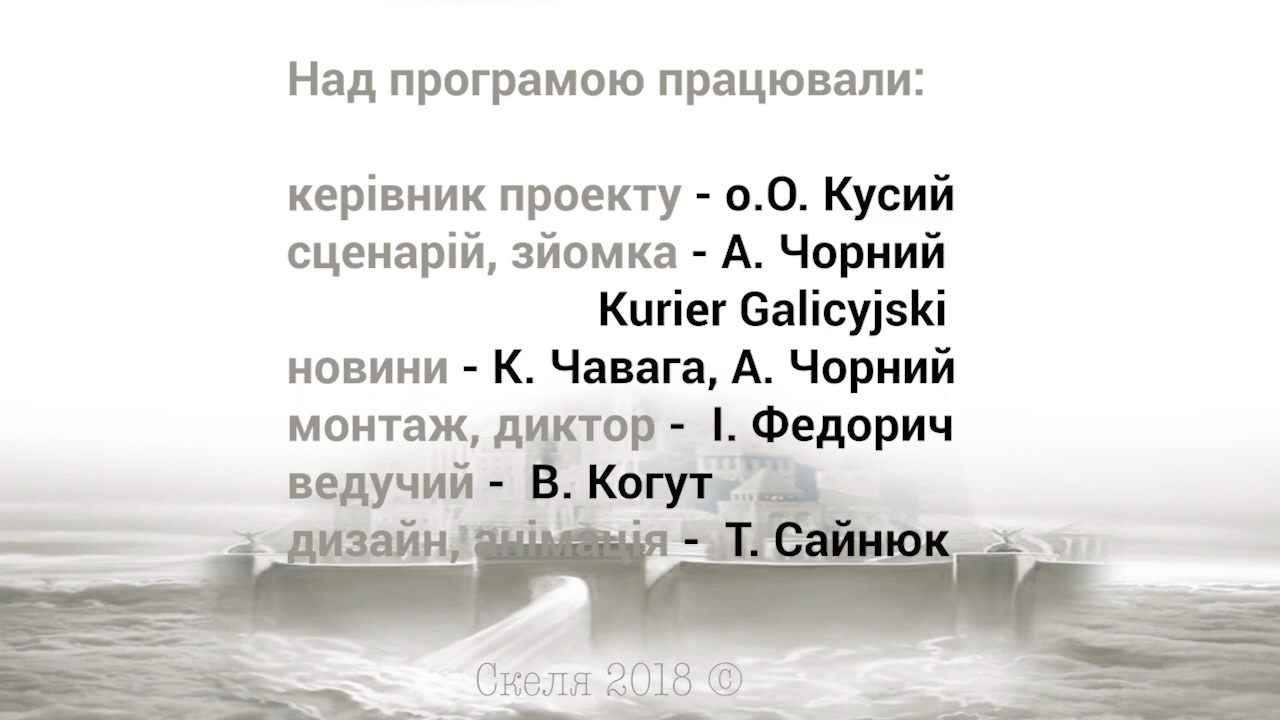 Над програмою працювали:
керівник проекту - о.О. Кусий
сценарій, зйомка - А. Чорний
Kurier Galicyjski
новини - К. Чавага, А. Чорний
монтаж, диктор - І. Федорич
ведучий - В. Когут
дизайн, анімація - Т. Сайнюк
Скеля 2018 ©